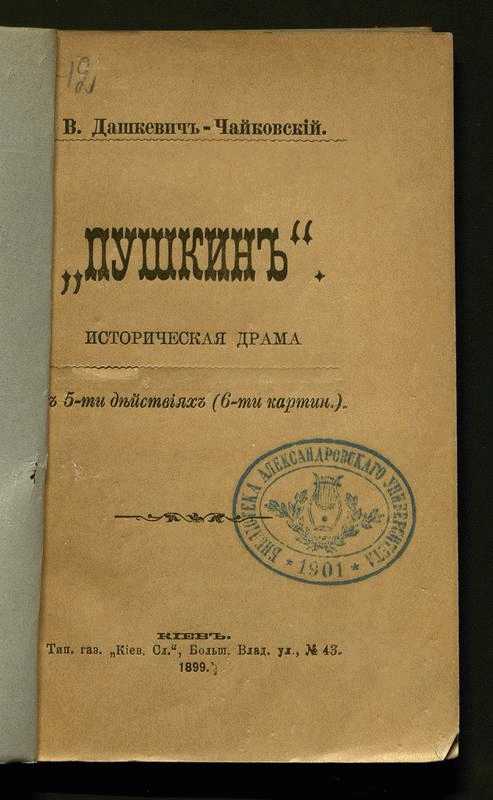 12
В. Дашкевичъ-Чайковскій.
„ПУШКИНЪ“.
ИСТОРИЧЕСКАЯ ДРАМА
ъ 5-ти дѣйствіяхъ (6-ти картин.).
БИБЛІОТЕКА АЛЕКСАНДРОВСКАГО УНИВЕРСИТЕТА
* 1901 *
КІЕВЪ.
Тип. газ. „Кіев. Сл.“, Больш. Влад. ул., № 43.
1899.